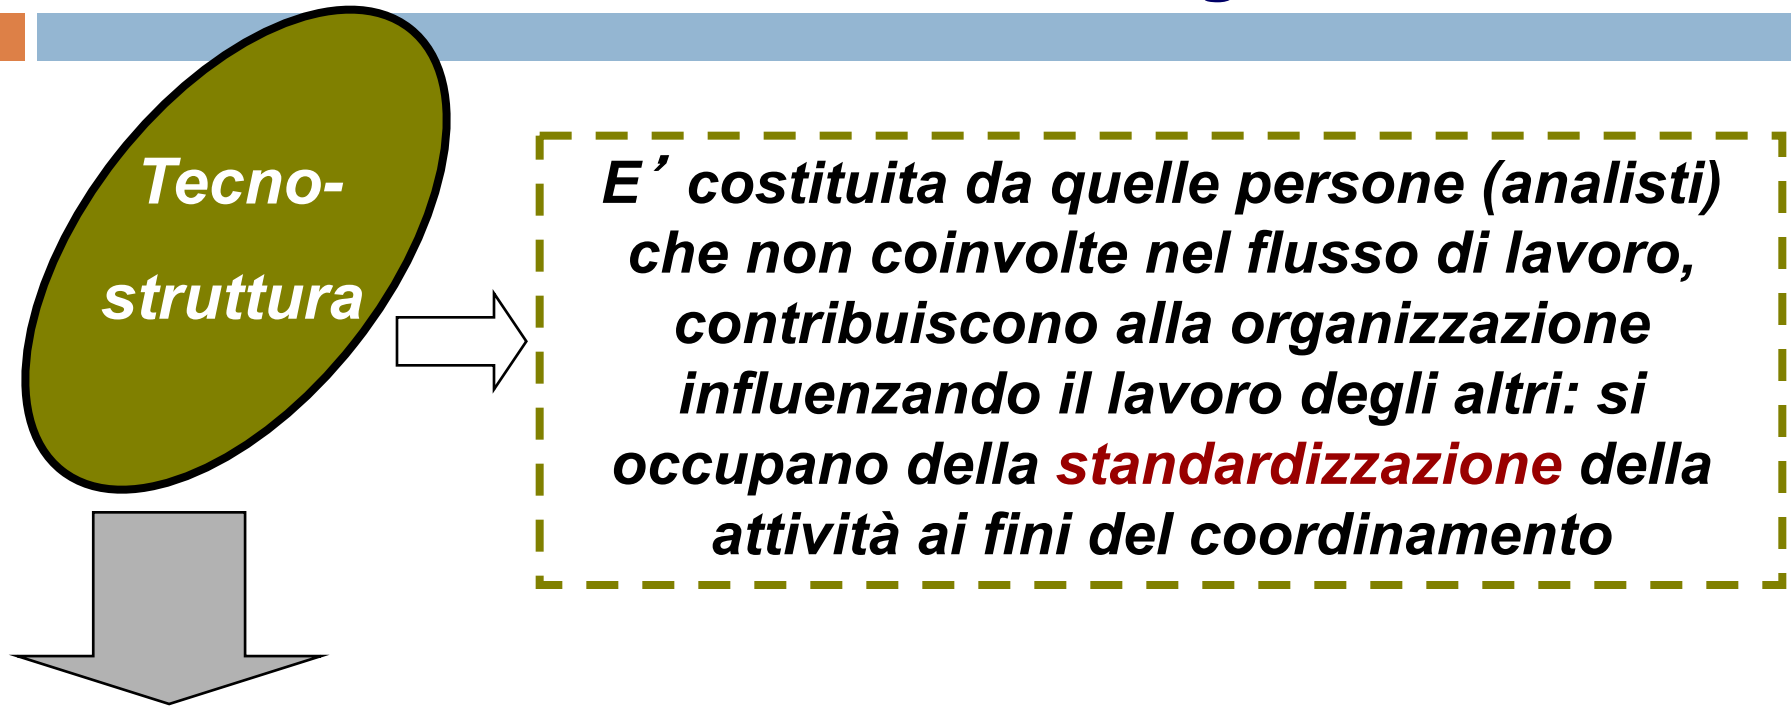 Tecno-
struttura
E’ costituita da quelle persone (analisti)
che non coinvolte nel flusso di lavoro,
contribuiscono alla organizzazione
influenzando il lavoro degli altri: si
occupano della standardizzazione della
attività ai fini del coordinamento